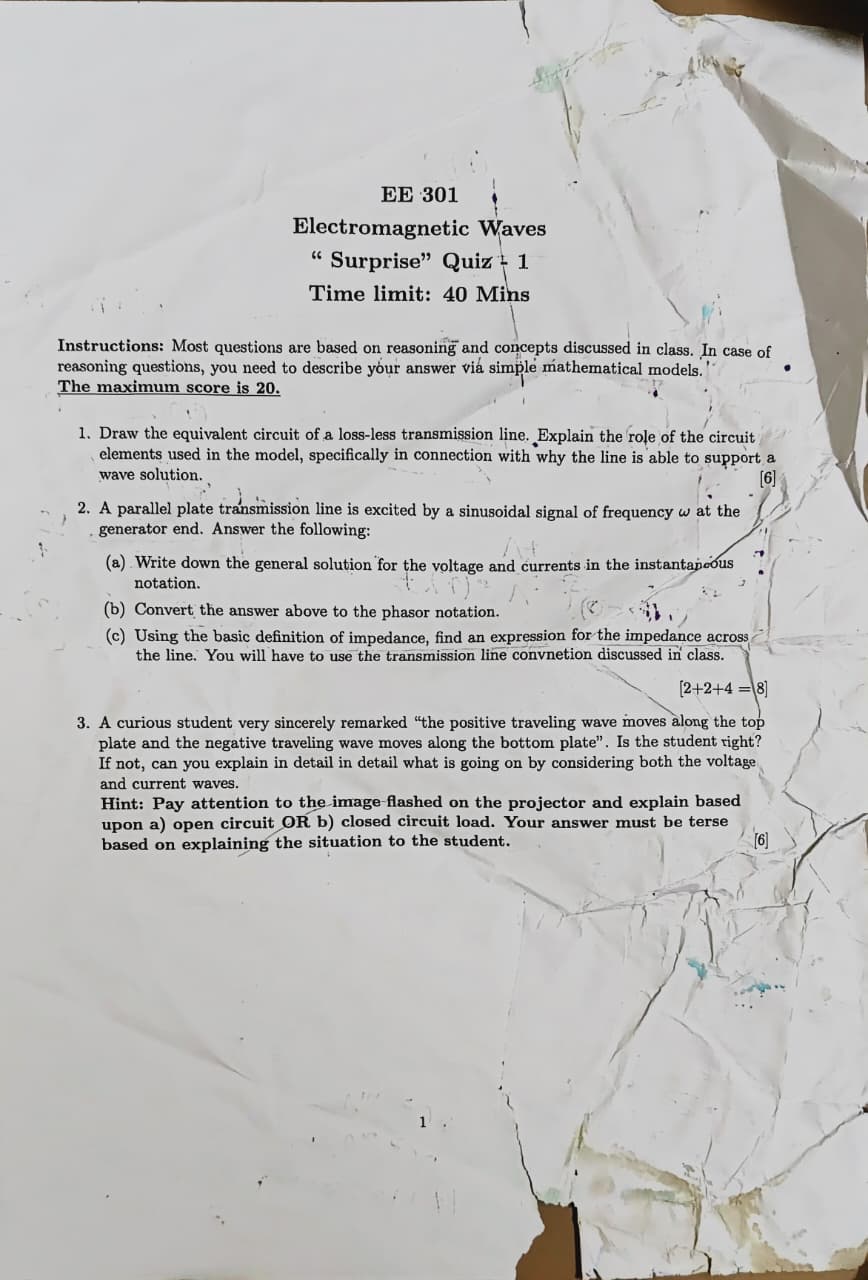 EE 301
Electromagnetic Waves
“ Surprise” Quiz - 1
Time limit: 40 Mins
Instructions: Most questions are based on reasoning and concepts discussed in class. In case of
reasoning questions, you need to describe your answer via simple mathematical models.
The maximum score is 20.
1. Draw the equivalent circuit of a loss-less transmission line. Explain the role of the circuit
elements used in the model, specifically in connection with why the line is able to support a
wave solution. [6]
2. A parallel plate transmission line is excited by a sinusoidal signal of frequency ω at the
generator end. Answer the following:
(a) Write down the general solution for the voltage and currents in the instantaneous
notation.
(b) Convert the answer above to the phasor notation.
(c) Using the basic definition of impedance, find an expression for the impedance across
the line. You will have to use the transmission line convnetion discussed in class.
[2+2+4 = 8]
3. A curious student very sincerely remarked “the positive traveling wave moves along the top
plate and the negative traveling wave moves along the bottom plate”. Is the student right?
If not, can you explain in detail in detail what is going on by considering both the voltage
and current waves.
Hint: Pay attention to the image flashed on the projector and explain based
upon a) open circuit OR b) closed circuit load. Your answer must be terse
based on explaining the situation to the student. [6]
1